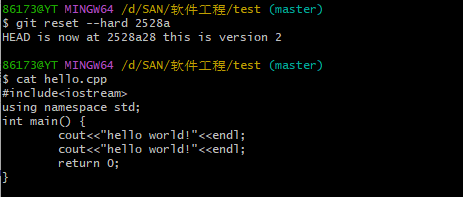 86173@YT MINGW64 /d/SAN/软件工程/test (master)
$ git reset --hard 2528a
HEAD is now at 2528a28 this is version 2
86173@YT MINGW64 /d/SAN/软件工程/test (master)
$ cat hello.cpp
#include<iostream>
using namespace std;
int main() {
        cout<<"hello world!"<<endl;
        cout<<"hello world!"<<endl;
        return 0;
}